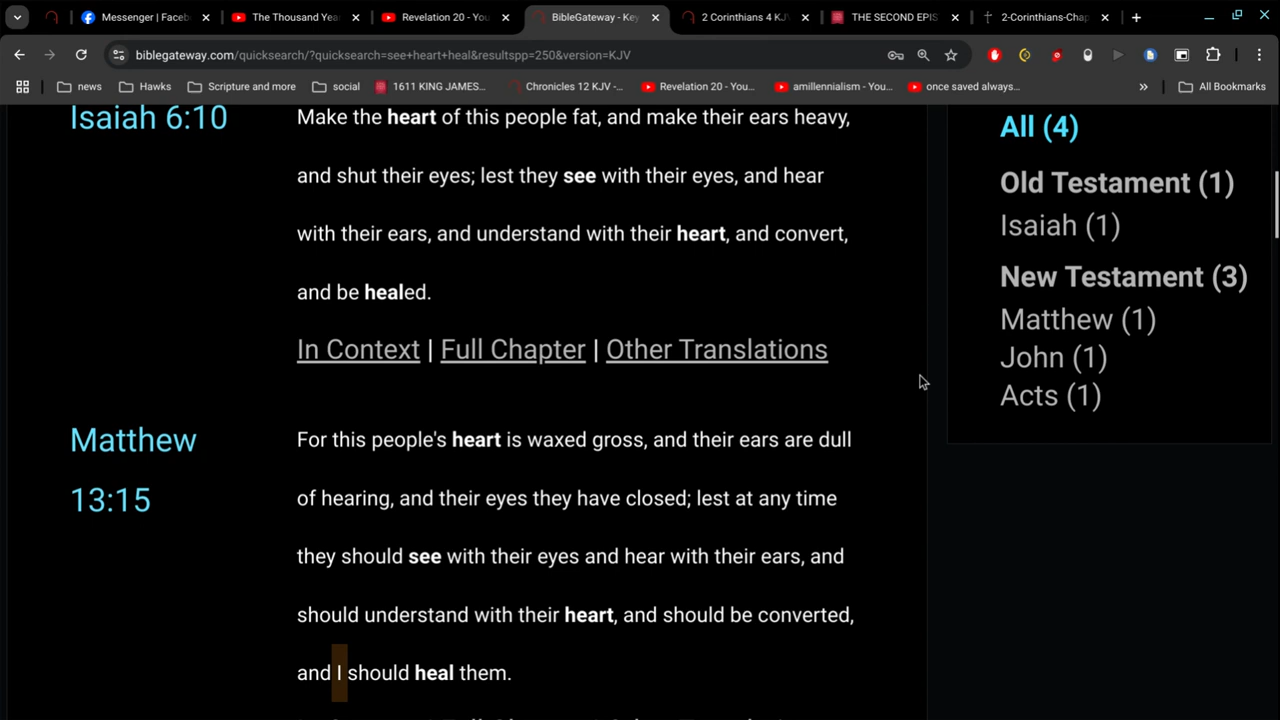 Messenger | Faceb
The Thousand Yea
Revelation 20 - You
BibleGateway - Key
2 Corinthians 4 KJ
THE SECOND EPIS
2-Corinthians-Chap
biblegateway.com/quicksearch/?quicksearch=see+heart+heal&resultspp=250&version=KJV
news
Hawks
Scripture and more
social
1611 KING JAMES...
Chronicles 12 KJV -...
Revelation 20 - You...
amillennialism - You...
once saved always...
All Bookmarks
Isaiah 6:10
Make the heart of this people fat, and make their ears heavy,
and shut their eyes; lest they see with their eyes, and hear
with their ears, and understand with their heart, and convert,
and be healed.
In Context | Full Chapter | Other Translations
Matthew
13:15
For this people's heart is waxed gross, and their ears are dull
of hearing, and their eyes they have closed; lest at any time
they should see with their eyes and hear with their ears, and
should understand with their heart, and should be converted,
and I should heal them.
All (4)
Old Testament (1)
Isaiah (1)
New Testament (3)
Matthew (1)
John (1)
Acts (1)